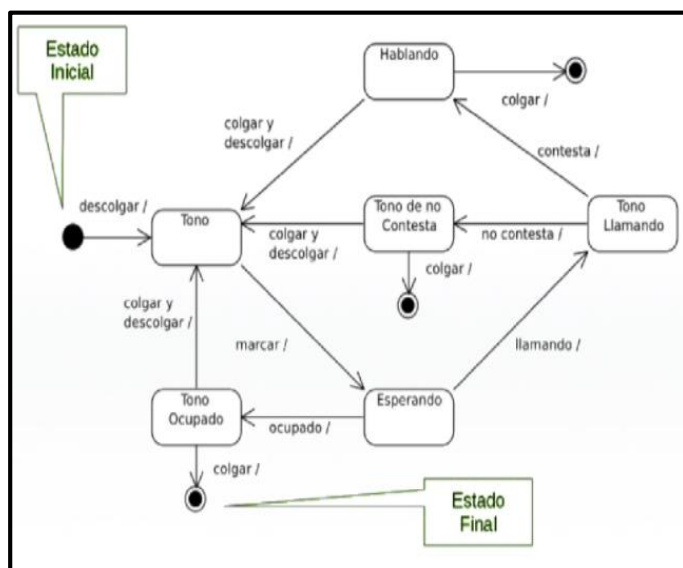 Estado
Inicial
Hablando
colgar /
colgar y
descolgar /
contesta /
descolgar /
Tono
Tono de no
Contesta
Tono
Llamando
colgar y
descolgar /
no contesta /
colgar /
colgar y
descolgar /
marcar /
llamando /
Tono
Ocupado
Esperando
ocupado /
colgar /
Estado
Final